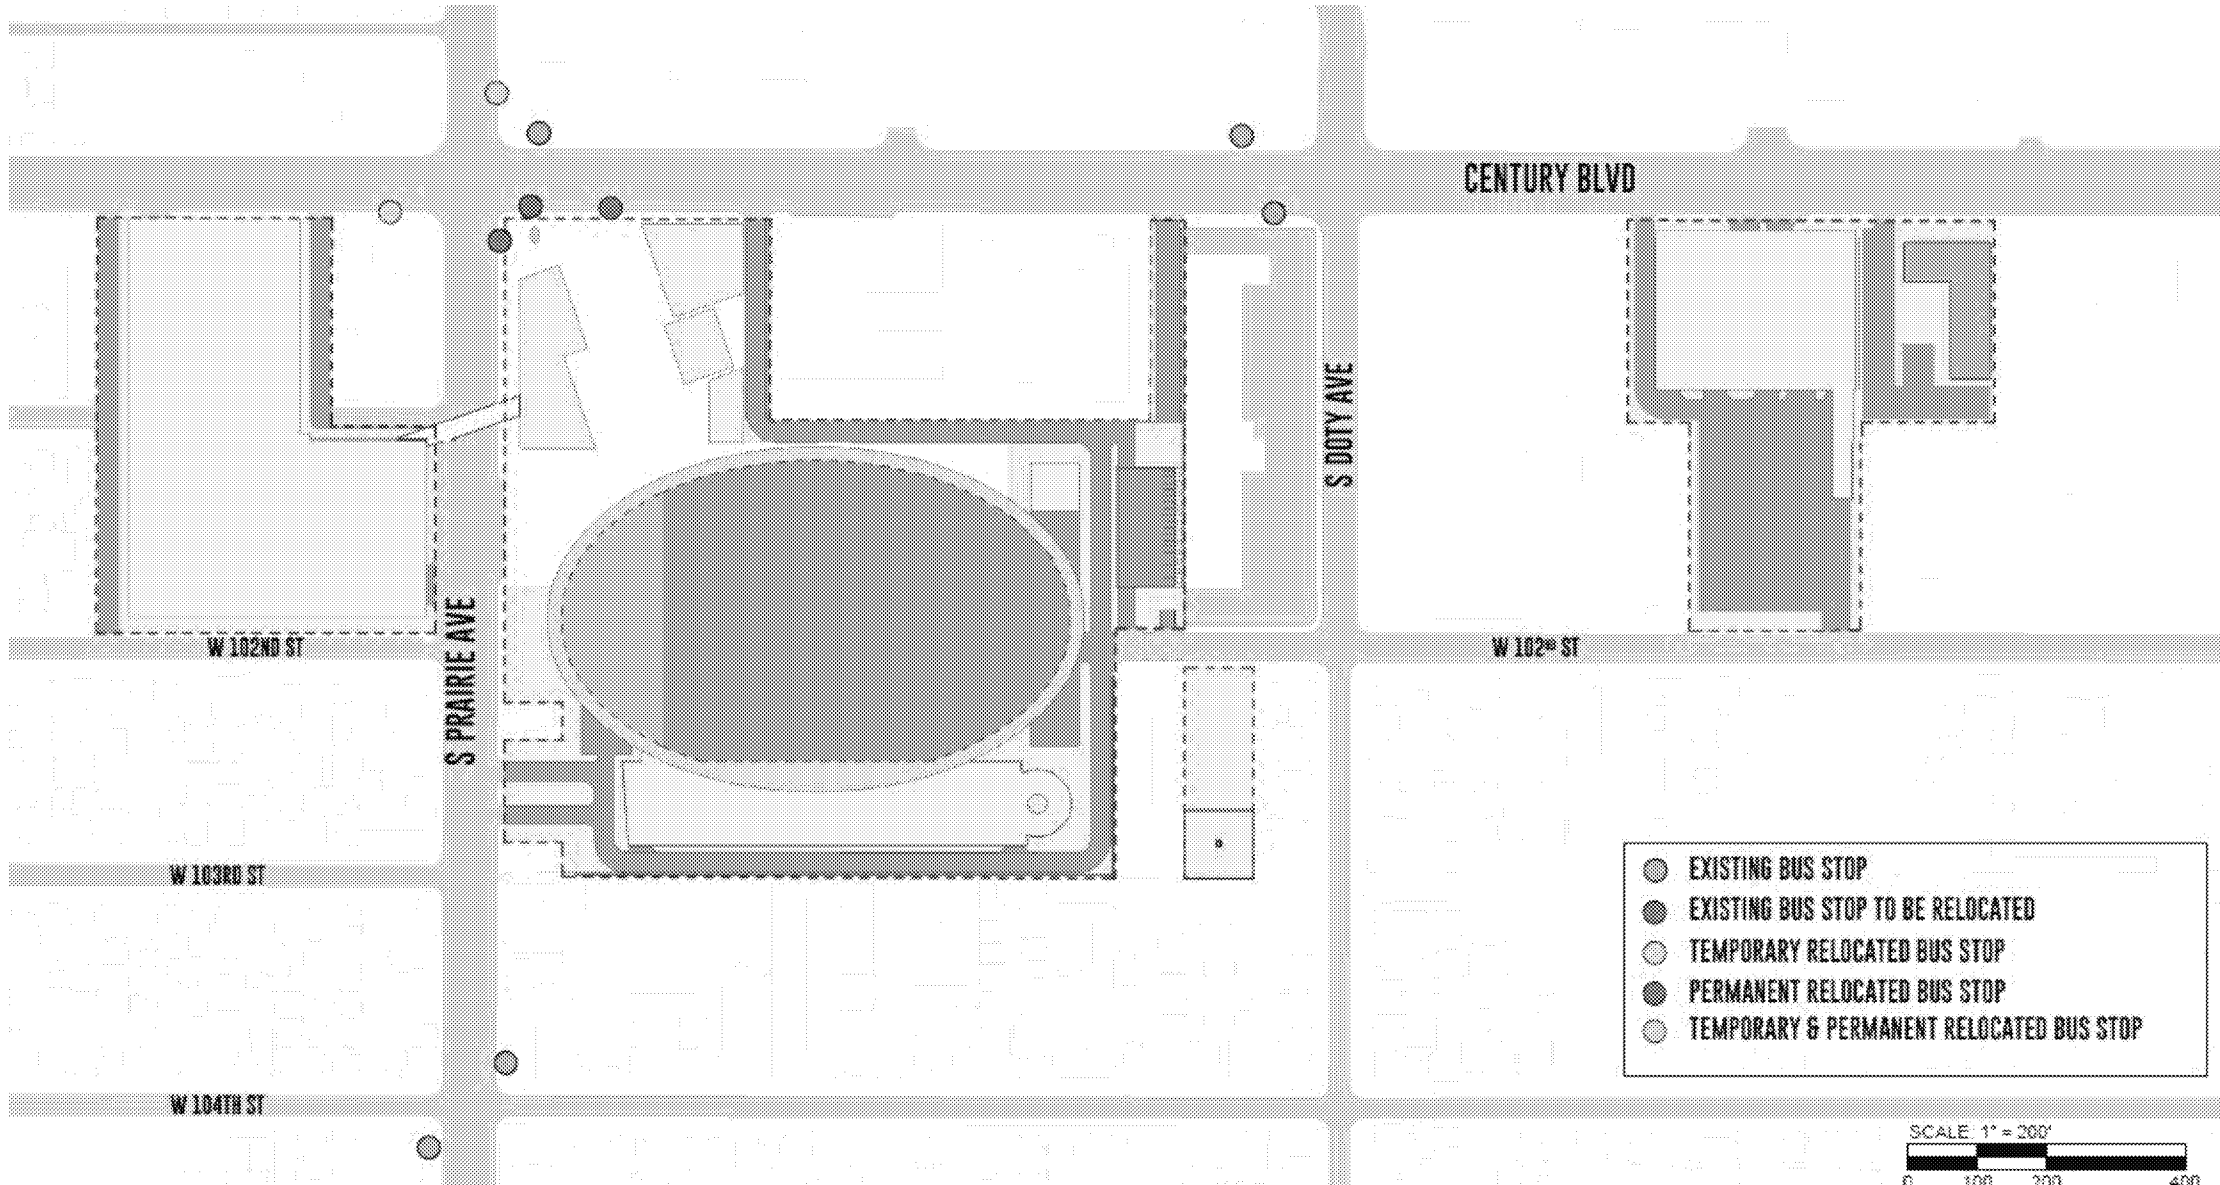 CENTURY BLVD
S DOTY AVE
W 102ND ST
S PRAIRIE AVE
W 102ND ST
W 103RD ST
EXISTING BUS STOP
EXISTING BUS STOP TO BE RELOCATED
TEMPORARY RELOCATED BUS STOP
PERMANENT RELOCATED BUS STOP
TEMPORARY & PERMANENT RELOCATED BUS STOP
W 104TH ST
SCALE: 1" = 200'
0 100 200 400